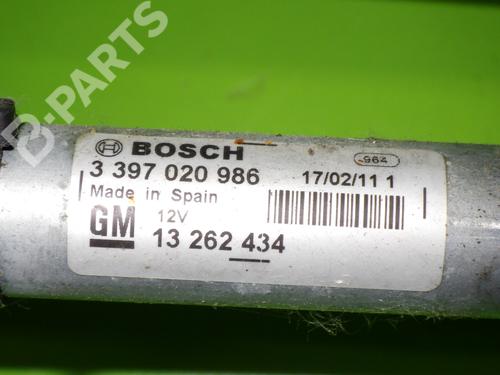 B-PARTS
BOSCH
964
3 397 020 986
17/02/11 1
Made in Spain
GM
12V
13 262 434